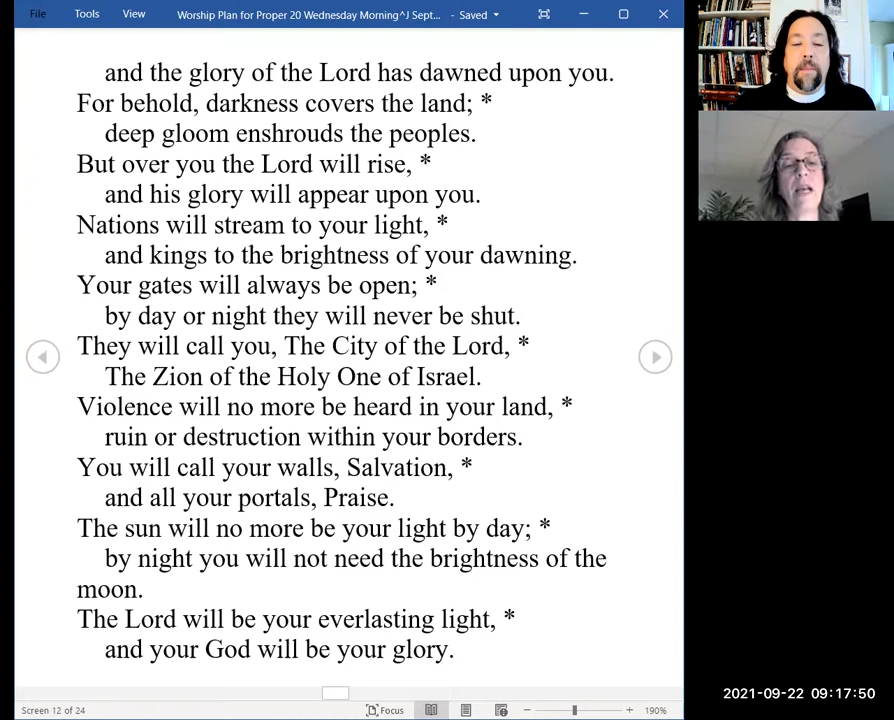 File Tools View Worship Plan for Proper 20 Wednesday Morning^J Sept... - Saved
and the glory of the Lord has dawned upon you.
For behold, darkness covers the land; *
deep gloom enshrouds the peoples.
But over you the Lord will rise, *
and his glory will appear upon you.
Nations will stream to your light, *
and kings to the brightness of your dawning.
Your gates will always be open; *
by day or night they will never be shut.
They will call you, The City of the Lord, *
The Zion of the Holy One of Israel.
Violence will no more be heard in your land, *
ruin or destruction within your borders.
You will call your walls, Salvation, *
and all your portals, Praise.
The sun will no more be your light by day; *
by night you will not need the brightness of the
moon.
The Lord will be your everlasting light, *
and your God will be your glory.
Screen 12 of 24 Focus 190%
2021-09-22 09:17:50